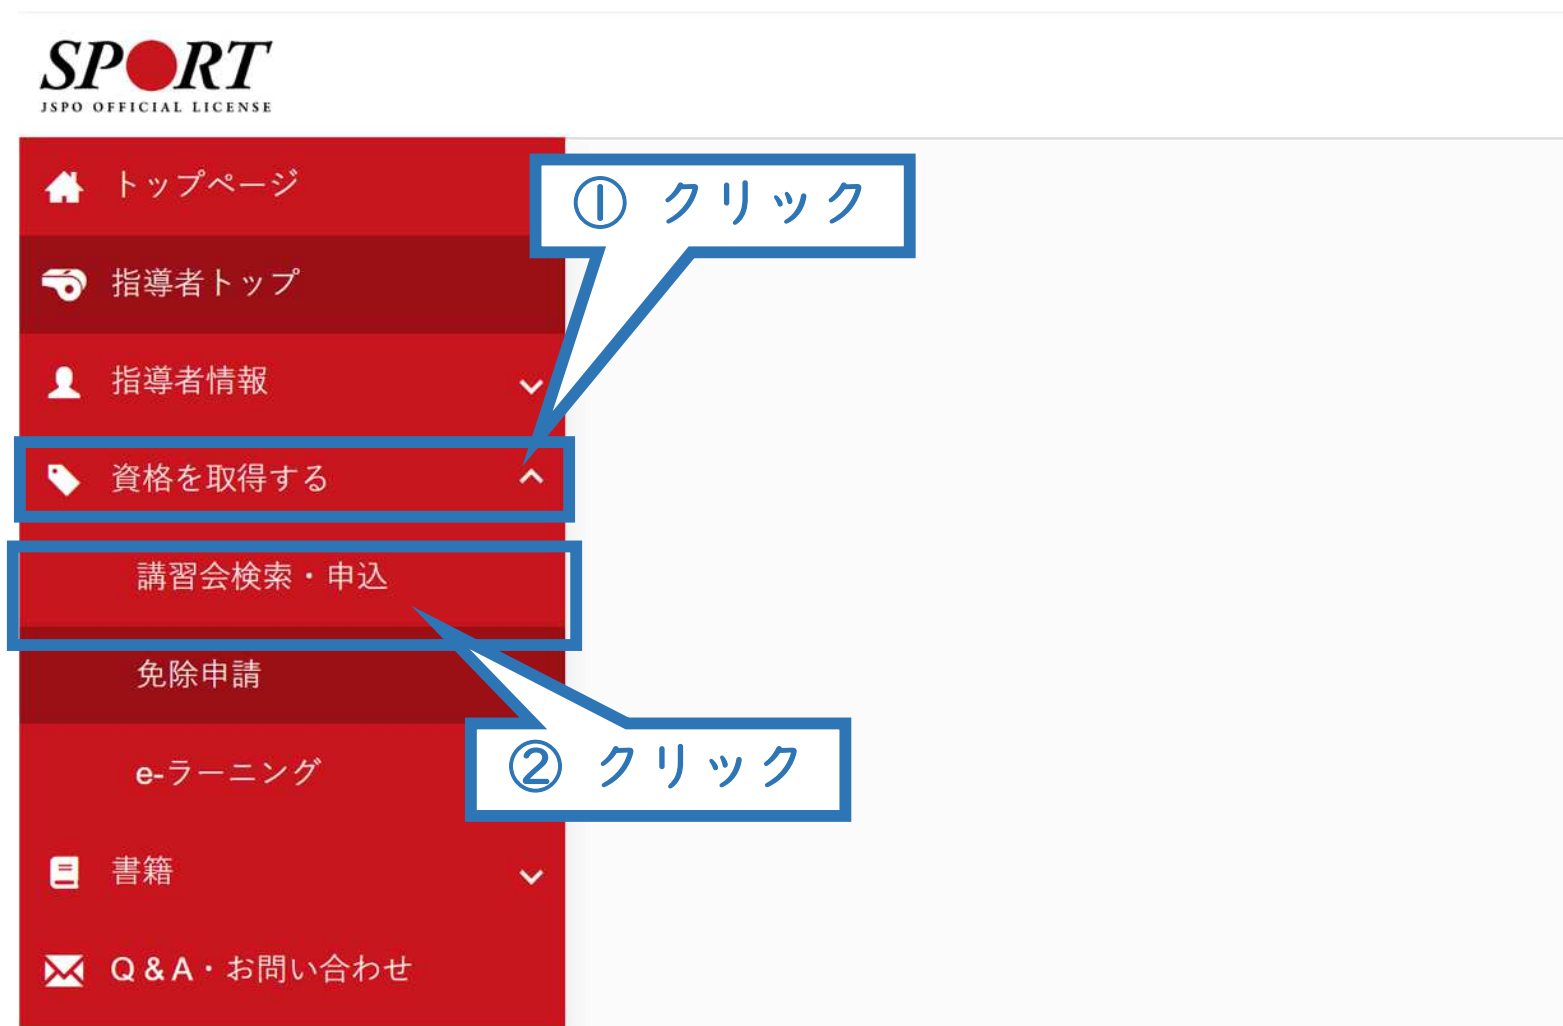 SPORT
JSPO OFFICIAL LICENSE
トップページ
① クリック
指導者トップ
指導者情報
資格を取得する
講習会検索・申込
免除申請
② クリック
e-ラーニング
書籍
Q & A・お問い合わせ